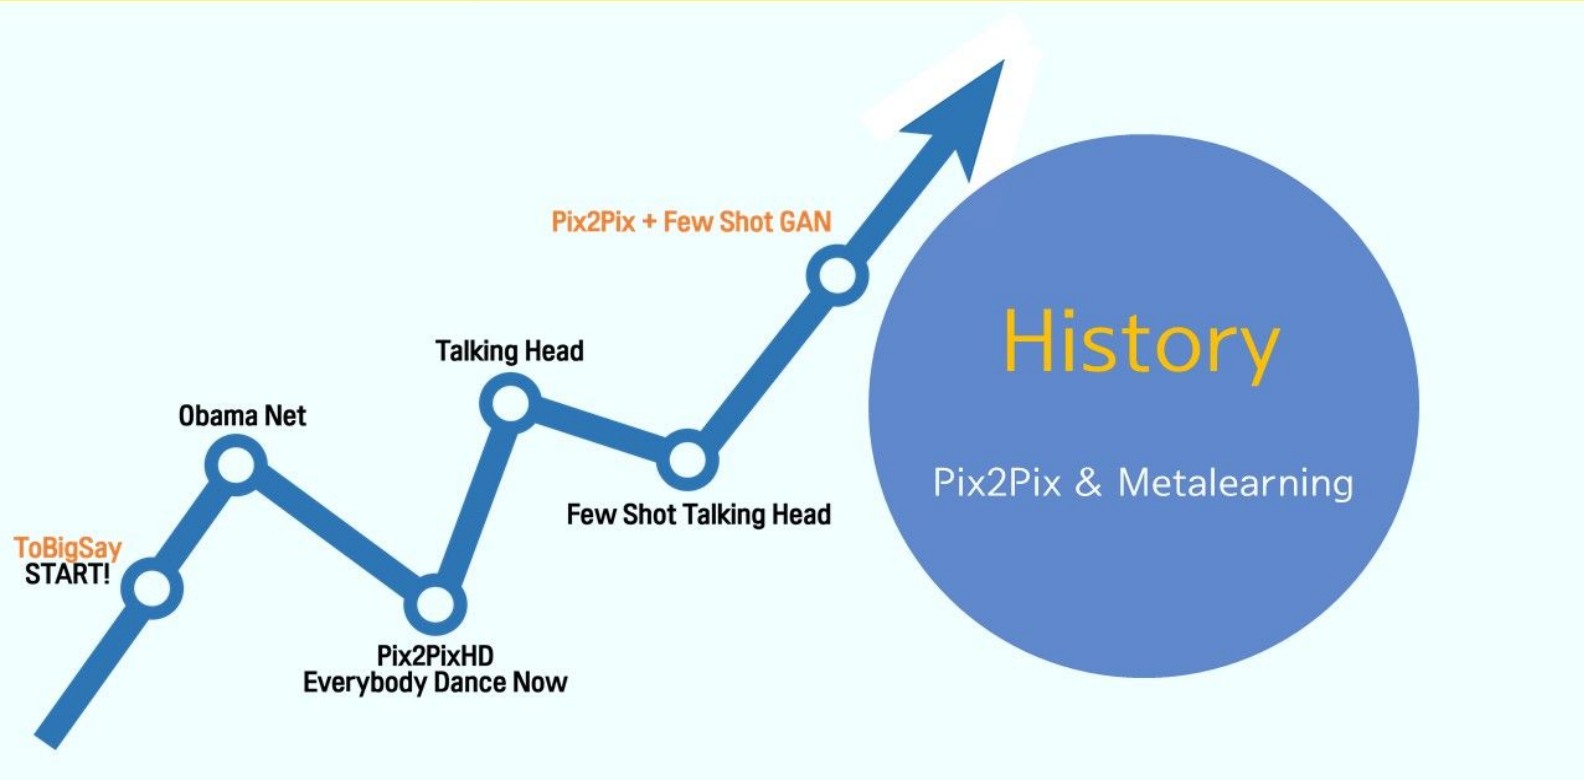 ToBigSay
START!
Obama Net
Pix2PixHD
Everybody Dance Now
Talking Head
Few Shot Talking Head
Pix2Pix + Few Shot GAN
History
Pix2Pix & Metalearning